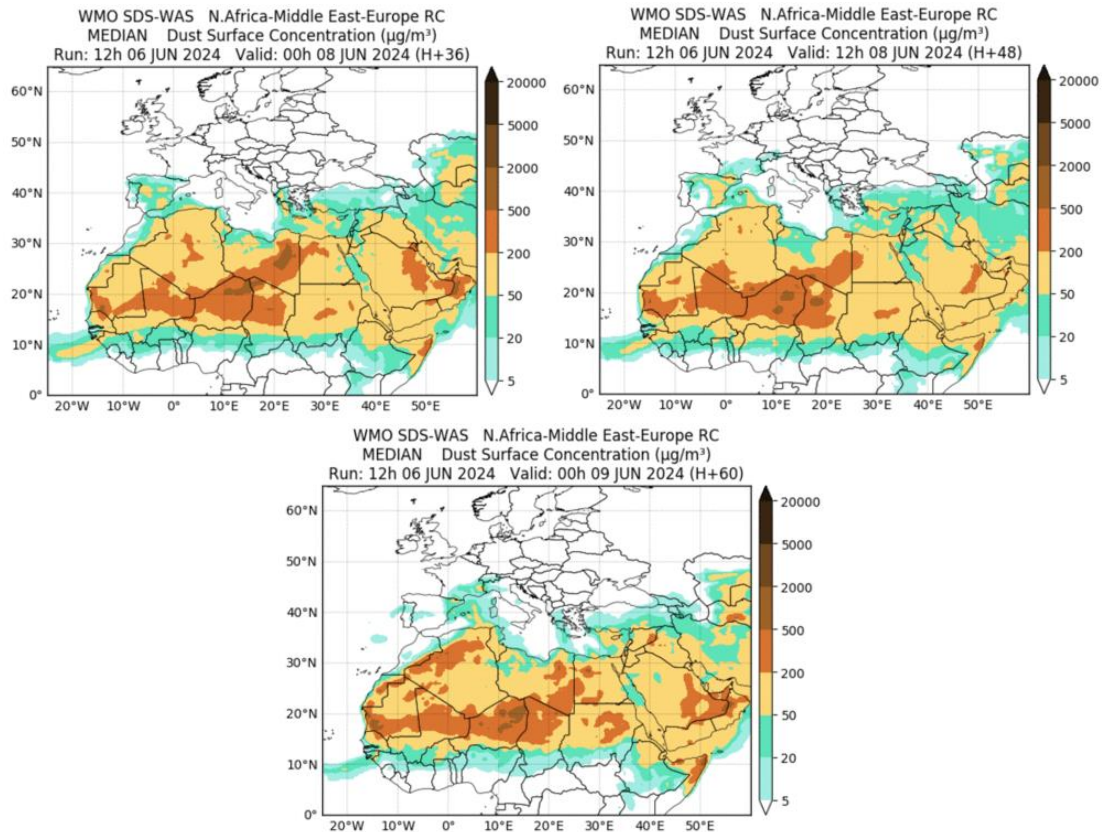 WMO SDS-WAS   N.Africa-Middle East-Europe RC
MEDIAN    Dust Surface Concentration (µg/m³)
Run: 12h 06 JUN 2024   Valid: 00h 08 JUN 2024 (H+36)
60°N
50°N
40°N
30°N
20°N
10°N
0°
20°W
10°W
0°
10°E
20°E
30°E
40°E
50°E
20000
5000
2000
500
200
50
20
5
WMO SDS-WAS   N.Africa-Middle East-Europe RC
MEDIAN    Dust Surface Concentration (µg/m³)
Run: 12h 06 JUN 2024   Valid: 12h 08 JUN 2024 (H+48)
60°N
50°N
40°N
30°N
20°N
10°N
0°
20°W
10°W
0°
10°E
20°E
30°E
40°E
50°E
20000
5000
2000
500
200
50
20
5
WMO SDS-WAS   N.Africa-Middle East-Europe RC
MEDIAN    Dust Surface Concentration (µg/m³)
Run: 12h 06 JUN 2024   Valid: 00h 09 JUN 2024 (H+60)
60°N
50°N
40°N
30°N
20°N
10°N
0°
20°W
10°W
0°
10°E
20°E
30°E
40°E
50°E
20000
5000
2000
500
200
50
20
5